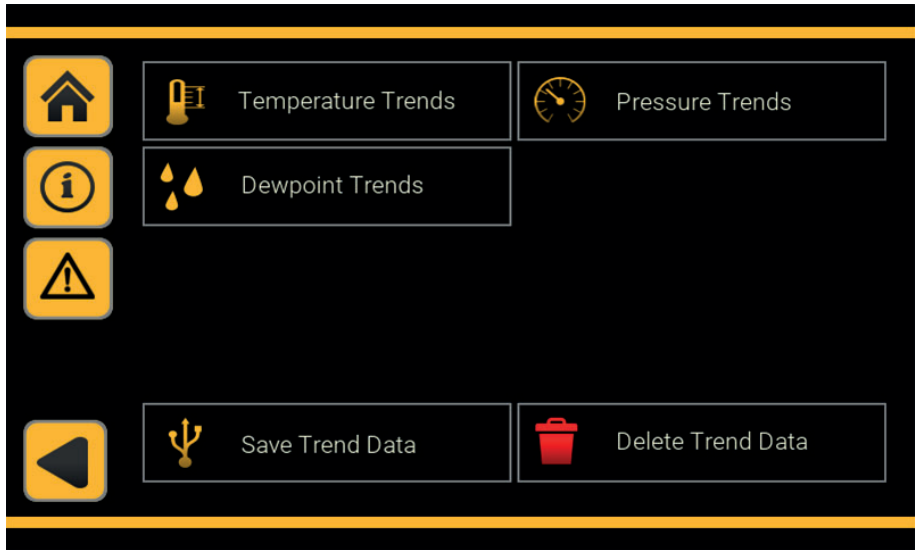 Temperature Trends
Pressure Trends
Dewpoint Trends
Save Trend Data
Delete Trend Data